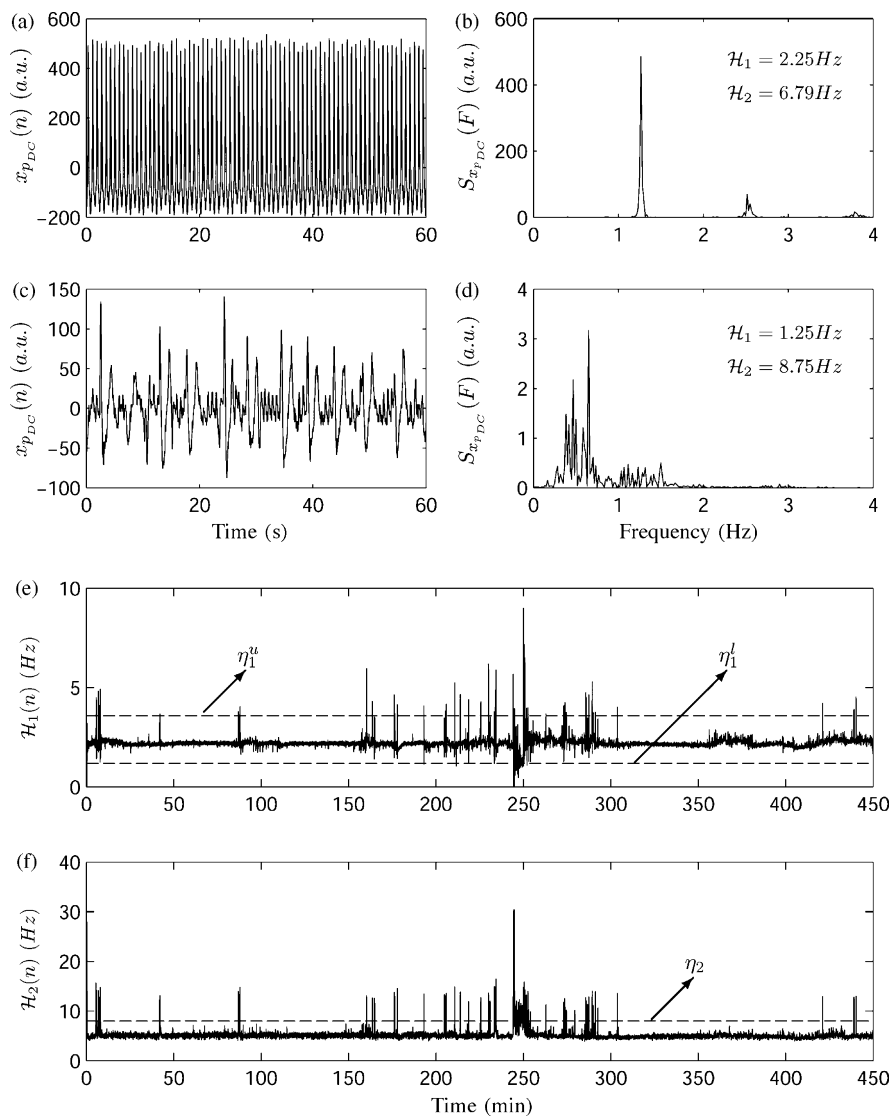 (a)
x_{p_{DC}}(n) (a.u.)
600
400
200
0
−200
0 20 40 60
(b)
S_{x_{p_{DC}}}(F) (a.u.)
600
400
200
0
0 1 2 3 4
ℋ₁ = 2.25Hz
ℋ₂ = 6.79Hz
(c)
x_{p_{DC}}(n) (a.u.)
150
100
50
0
−50
−100
0 20 40 60
Time (s)
(d)
S_{x_{p_{DC}}}(F) (a.u.)
4
3
2
1
0
0 1 2 3 4
Frequency (Hz)
ℋ₁ = 1.25Hz
ℋ₂ = 8.75Hz
(e)
ℋ₁(n) (Hz)
10
5
0
η₁ᵘ
η₁ˡ
0 50 100 150 200 250 300 350 400 450
(f)
ℋ₂(n) (Hz)
40
30
20
10
0
η₂
0 50 100 150 200 250 300 350 400 450
Time (min)